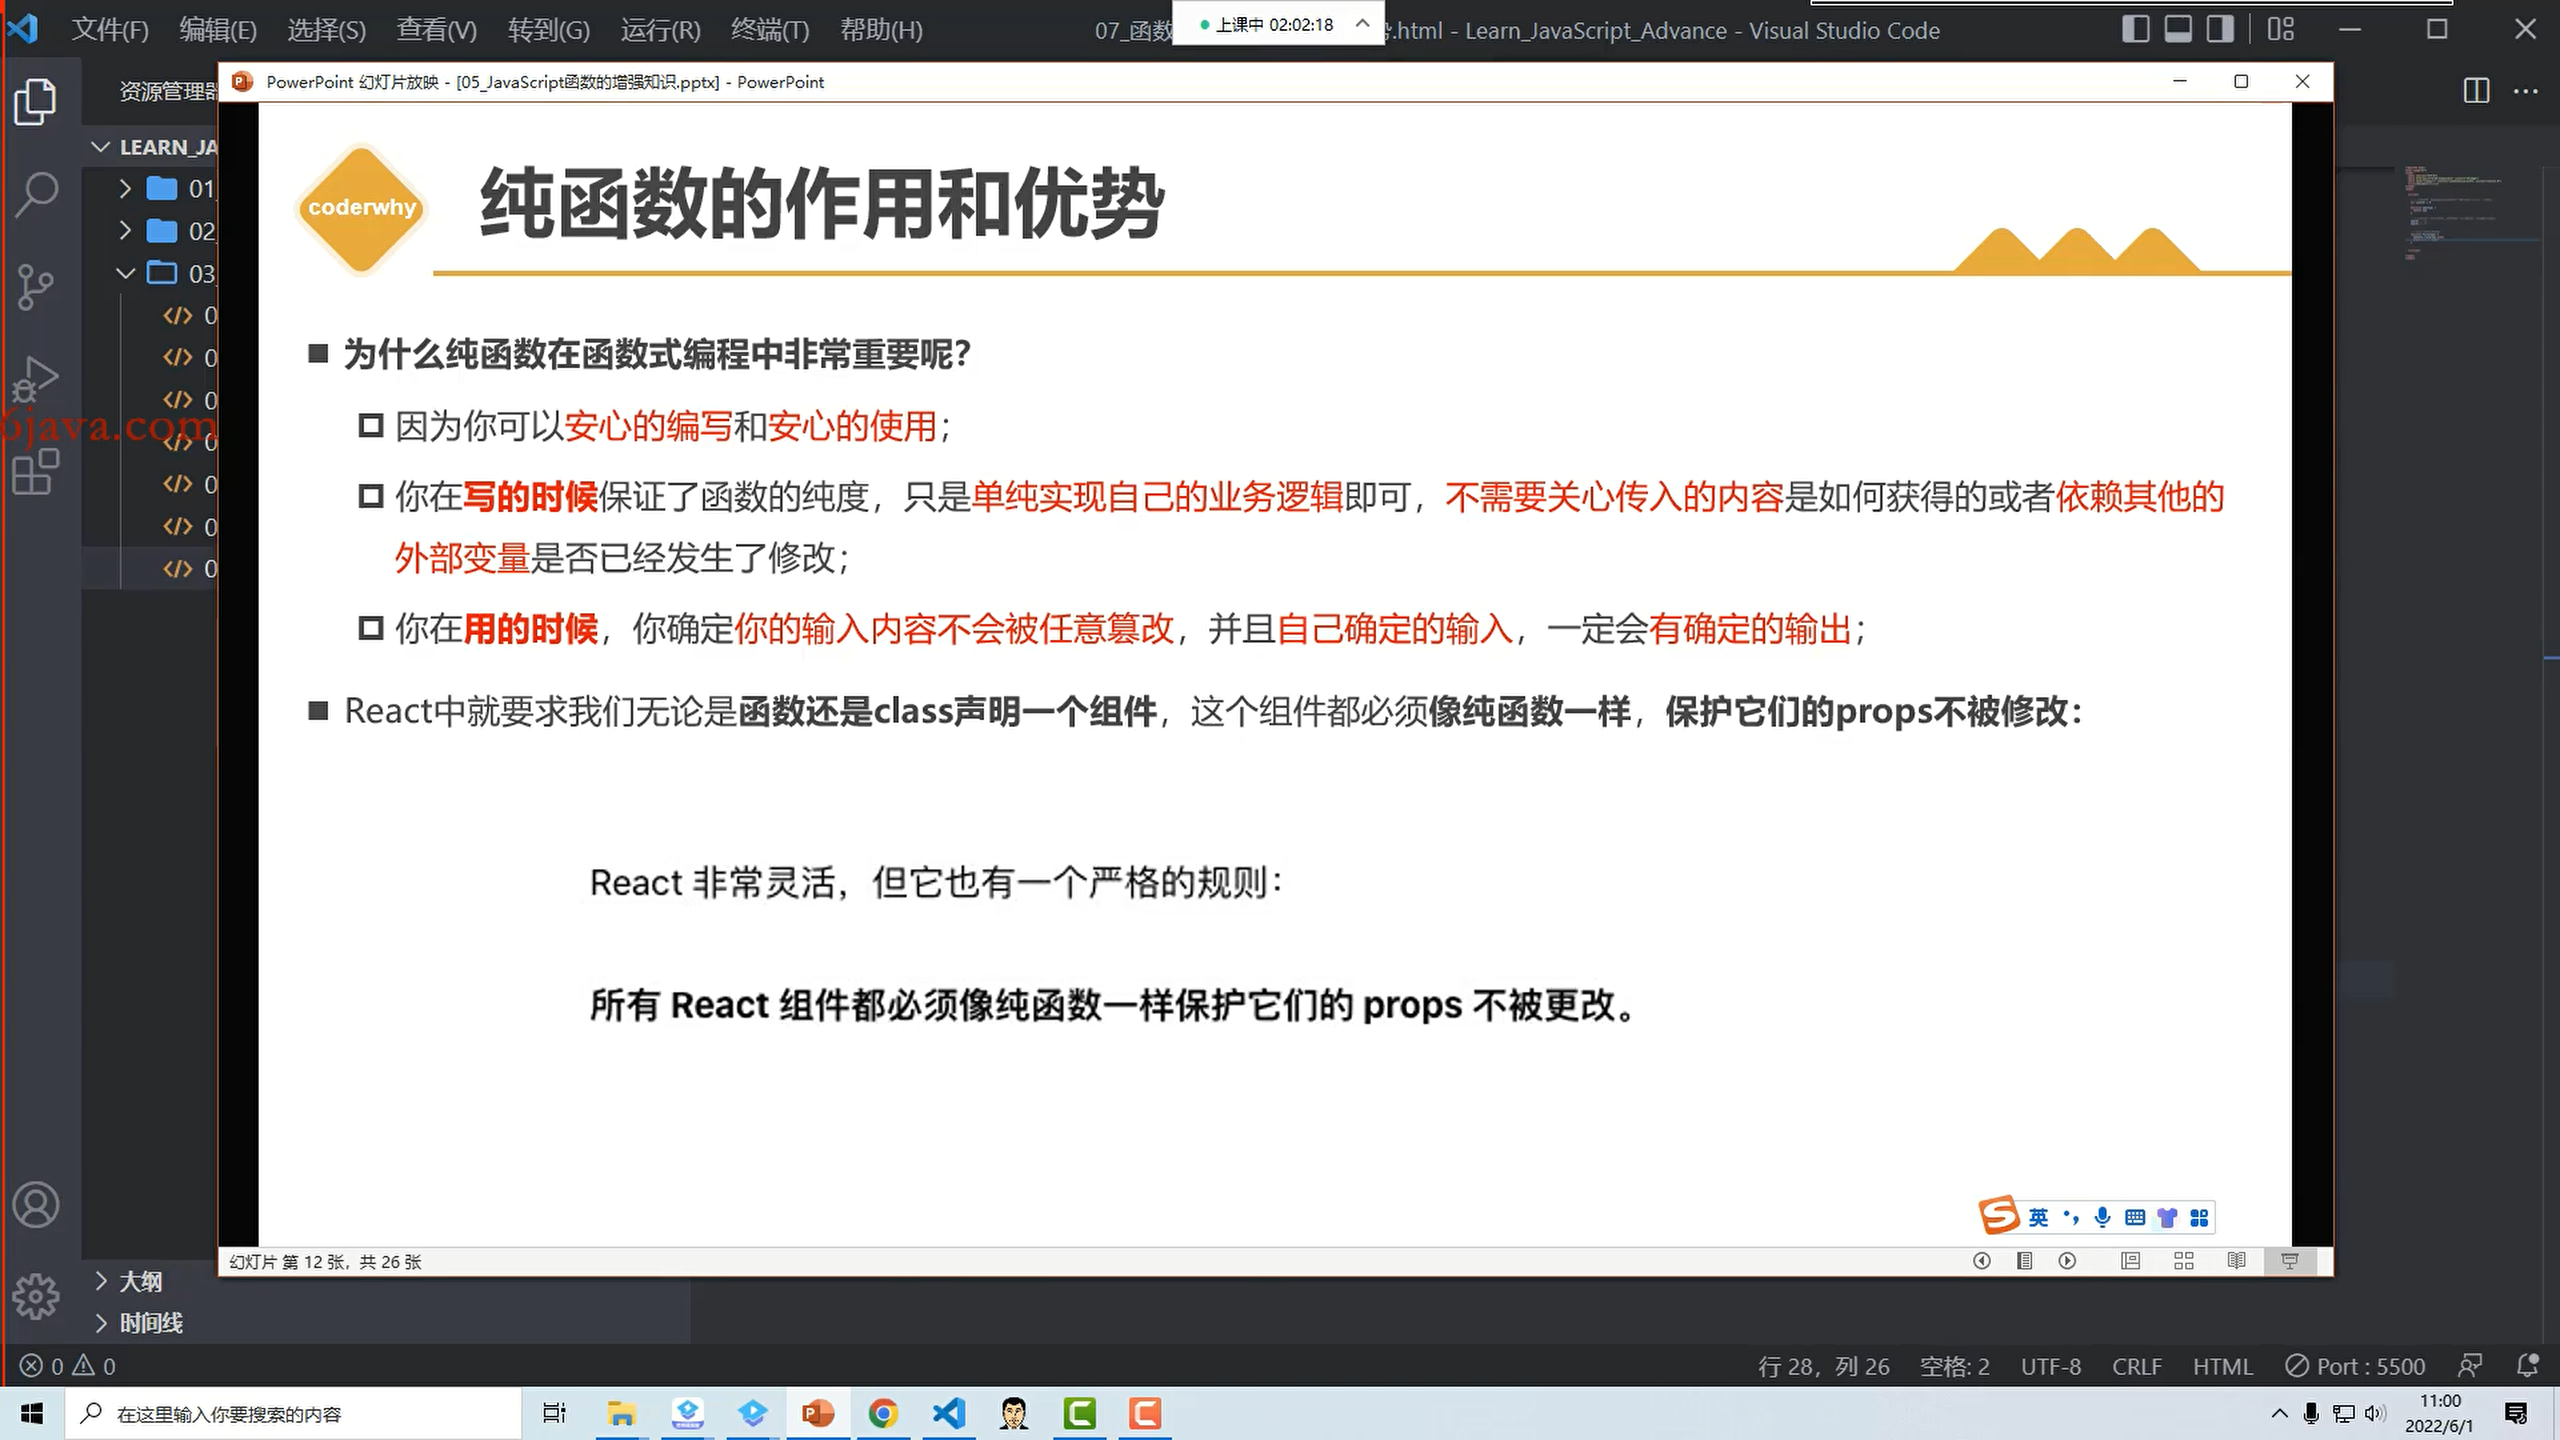 文件(F) 编辑(E) 选择(S) 查看(V) 转到(G) 运行(R) 终端(T) 帮助(H)
07_函数
上课中 02:02:18
.html - Learn_JavaScript_Advance - Visual Studio Code
资源管理器
PowerPoint 幻灯片放映 - [05_JavaScript函数的增强知识.pptx] - PowerPoint
LEARN_JA
01
02
03
0
0
0
0
0
0
0
6java.com
coderwhy
纯函数的作用和优势
为什么纯函数在函数式编程中非常重要呢？
因为你可以安心的编写和安心的使用；
你在写的时候保证了函数的纯度，只是单纯实现自己的业务逻辑即可，不需要关心传入的内容是如何获得的或者依赖其他的
外部变量是否已经发生了修改；
你在用的时候，你确定你的输入内容不会被任意篡改，并且自己确定的输入，一定会有确定的输出；
React中就要求我们无论是函数还是class声明一个组件，这个组件都必须像纯函数一样，保护它们的props不被修改：
React 非常灵活，但它也有一个严格的规则：
所有 React 组件都必须像纯函数一样保护它们的 props 不被更改。
英
幻灯片 第 12 张，共 26 张
大纲
时间线
0 0
行 28，列 26 空格: 2 UTF-8 CRLF HTML Port : 5500
在这里输入你要搜索的内容
11:00
2022/6/1